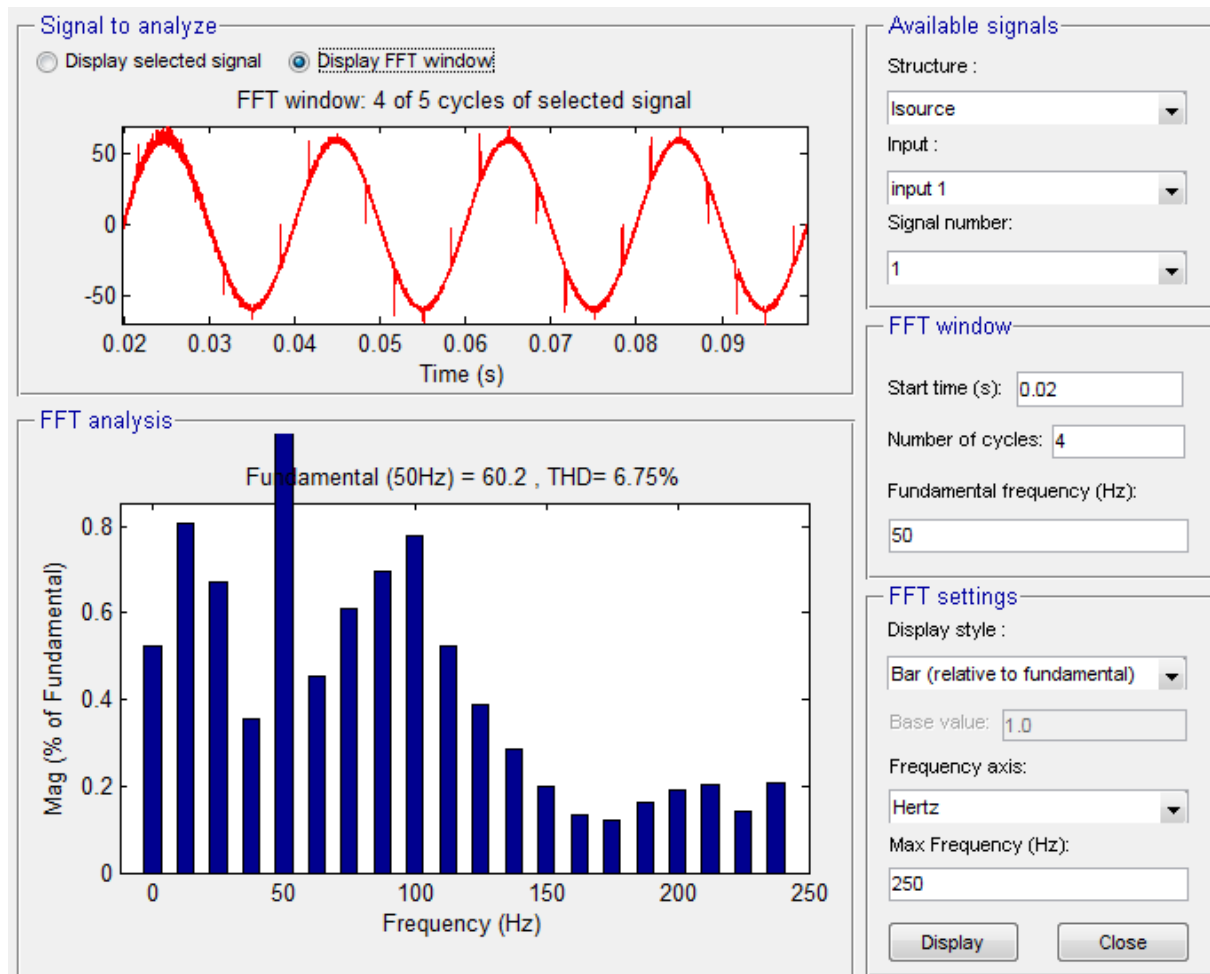 Signal to analyze
Display selected signal
Display FFT window
FFT window: 4 of 5 cycles of selected signal
50
0
-50
0.02 0.03 0.04 0.05 0.06 0.07 0.08 0.09
Time (s)
FFT analysis
Fundamental (50Hz) = 60.2 , THD= 6.75%
Mag (% of Fundamental)
0.8
0.6
0.4
0.2
0
0 50 100 150 200 250
Frequency (Hz)
Available signals
Structure :
Isource
Input :
input 1
Signal number:
1
FFT window
Start time (s): 0.02
Number of cycles: 4
Fundamental frequency (Hz):
50
FFT settings
Display style :
Bar (relative to fundamental)
Base value: 1.0
Frequency axis:
Hertz
Max Frequency (Hz):
250
Display Close